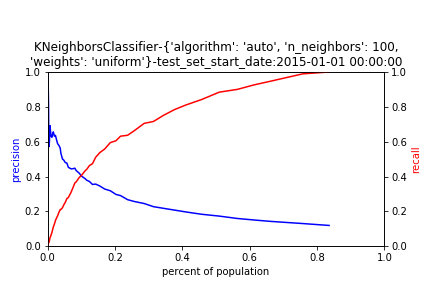 KNeighborsClassifier-{'algorithm': 'auto', 'n_neighbors': 100,
'weights': 'uniform'}-test_set_start_date:2015-01-01 00:00:00
1.0
0.8
0.6
0.4
0.2
0.0
precision
0.0 0.2 0.4 0.6 0.8 1.0
percent of population
1.0
0.8
0.6
0.4
0.2
0.0
recall